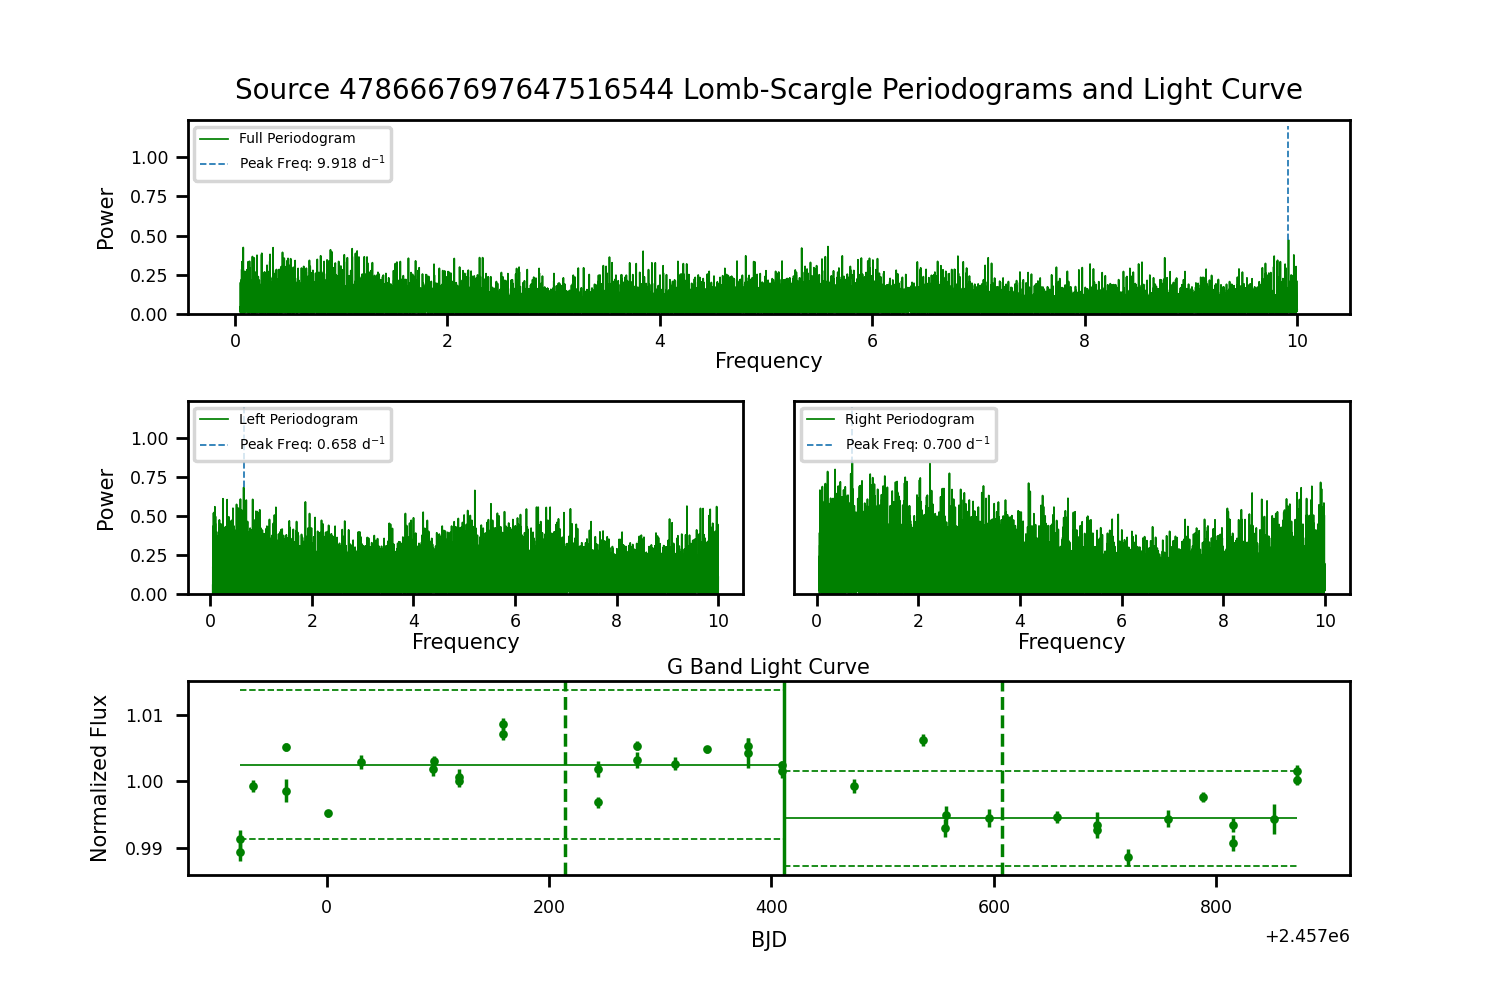 Source 4786667697647516544 Lomb-Scargle Periodograms and Light Curve
Full Periodogram
Peak Freq: 9.918 d⁻¹
Power
1.00
0.75
0.50
0.25
0.00
0 2 4 6 8 10
Frequency
Left Periodogram
Peak Freq: 0.658 d⁻¹
Power
1.00
0.75
0.50
0.25
0.00
0 2 4 6 8 10
Frequency
Right Periodogram
Peak Freq: 0.700 d⁻¹
0 2 4 6 8 10
Frequency
G Band Light Curve
Normalized Flux
1.01
1.00
0.99
0 200 400 600 800
BJD
+2.457e6